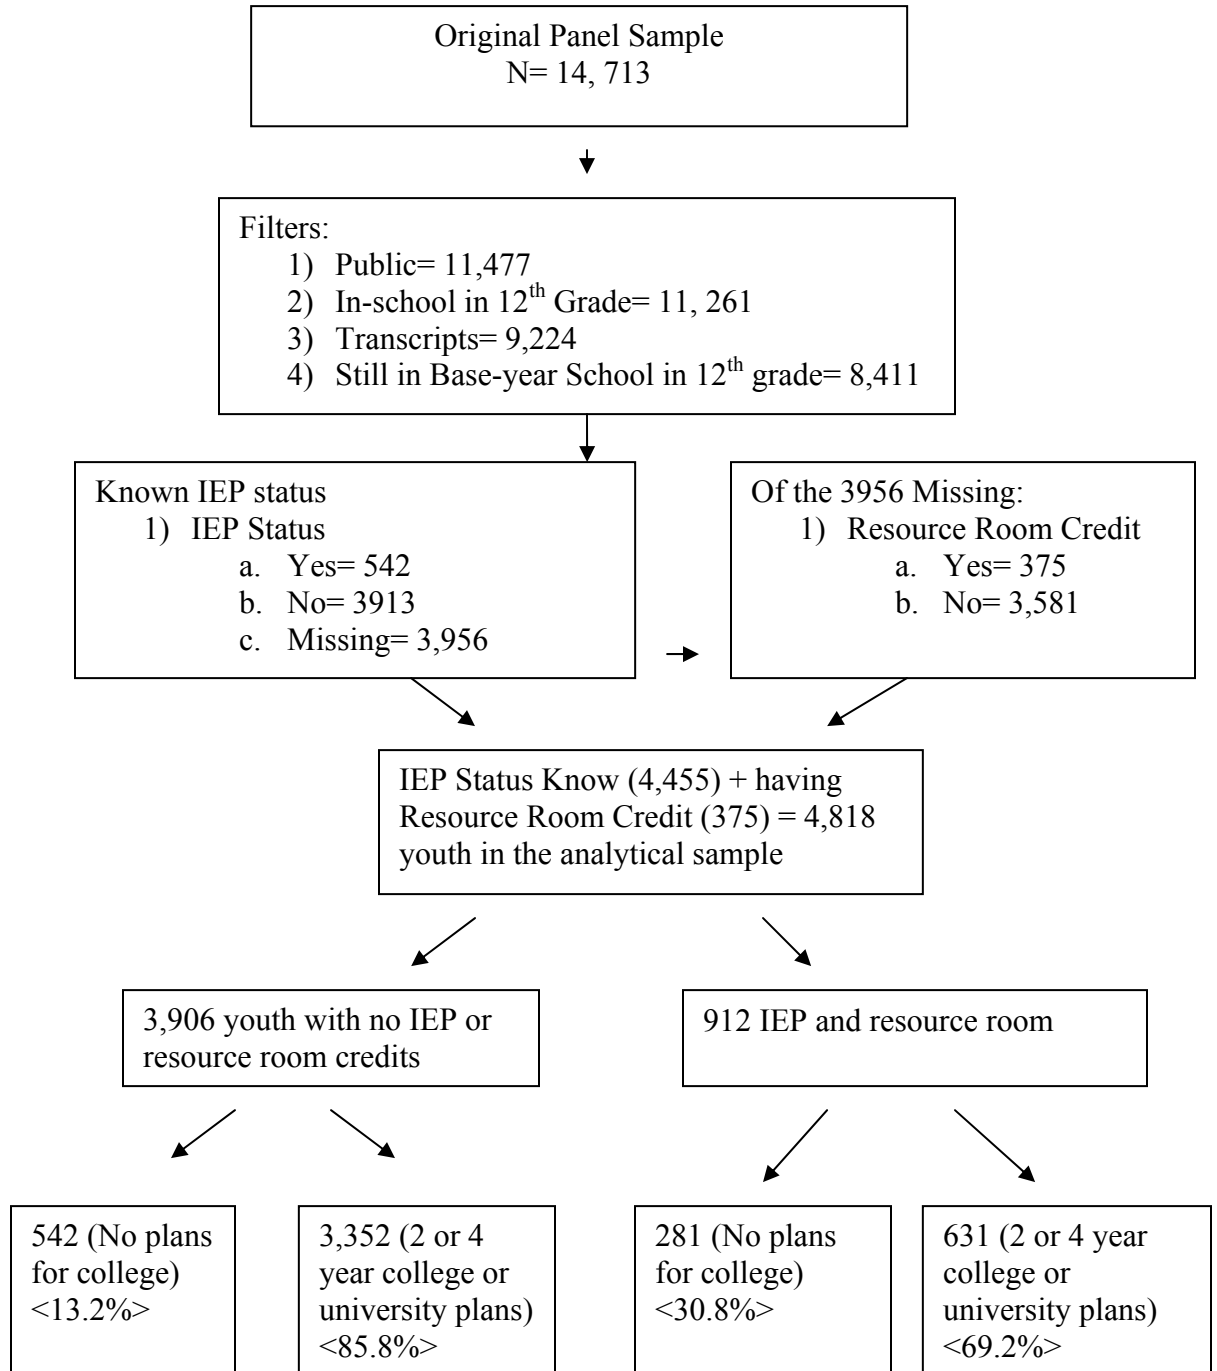 Original Panel Sample
N= 14, 713
Filters:
1) Public= 11,477
2) In-school in 12th Grade= 11, 261
3) Transcripts= 9,224
4) Still in Base-year School in 12th grade= 8,411
Known IEP status
1) IEP Status
a. Yes= 542
b. No= 3913
c. Missing= 3,956
Of the 3956 Missing:
1) Resource Room Credit
a. Yes= 375
b. No= 3,581
IEP Status Know (4,455) + having
Resource Room Credit (375) = 4,818
youth in the analytical sample
3,906 youth with no IEP or
resource room credits
912 IEP and resource room
542 (No plans
for college)
<13.2%>
3,352 (2 or 4
year college or
university plans)
<85.8%>
281 (No plans
for college)
<30.8%>
631 (2 or 4 year
college or
university plans)
<69.2%>